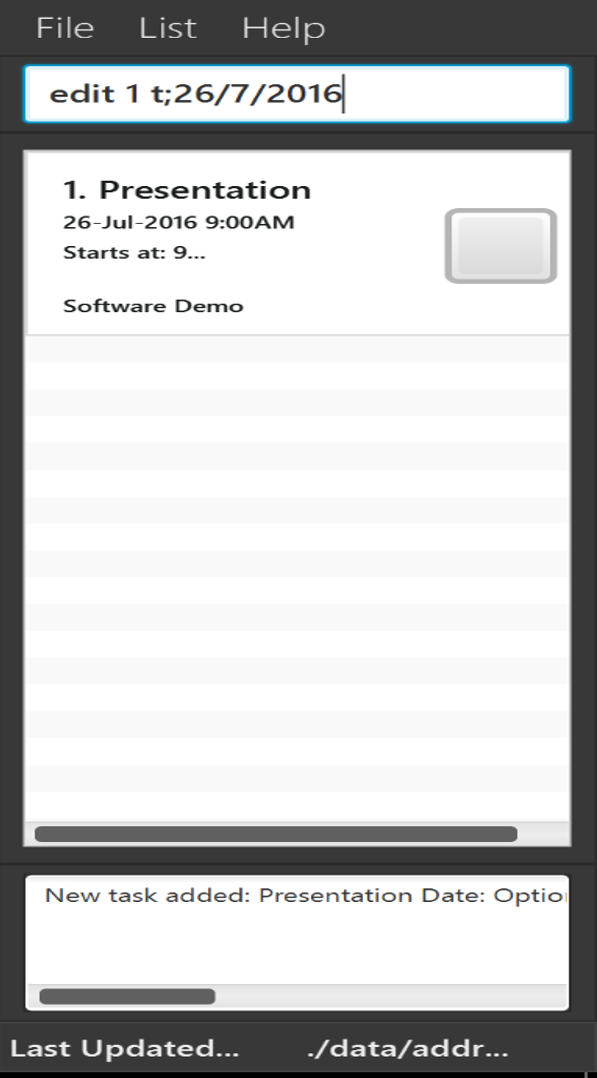 File List Help
edit 1 t;26/7/2016
1. Presentation
26-Jul-2016 9:00AM
Starts at: 9...
Software Demo
New task added: Presentation Date: Optio
Last Updated... ./data/addr...